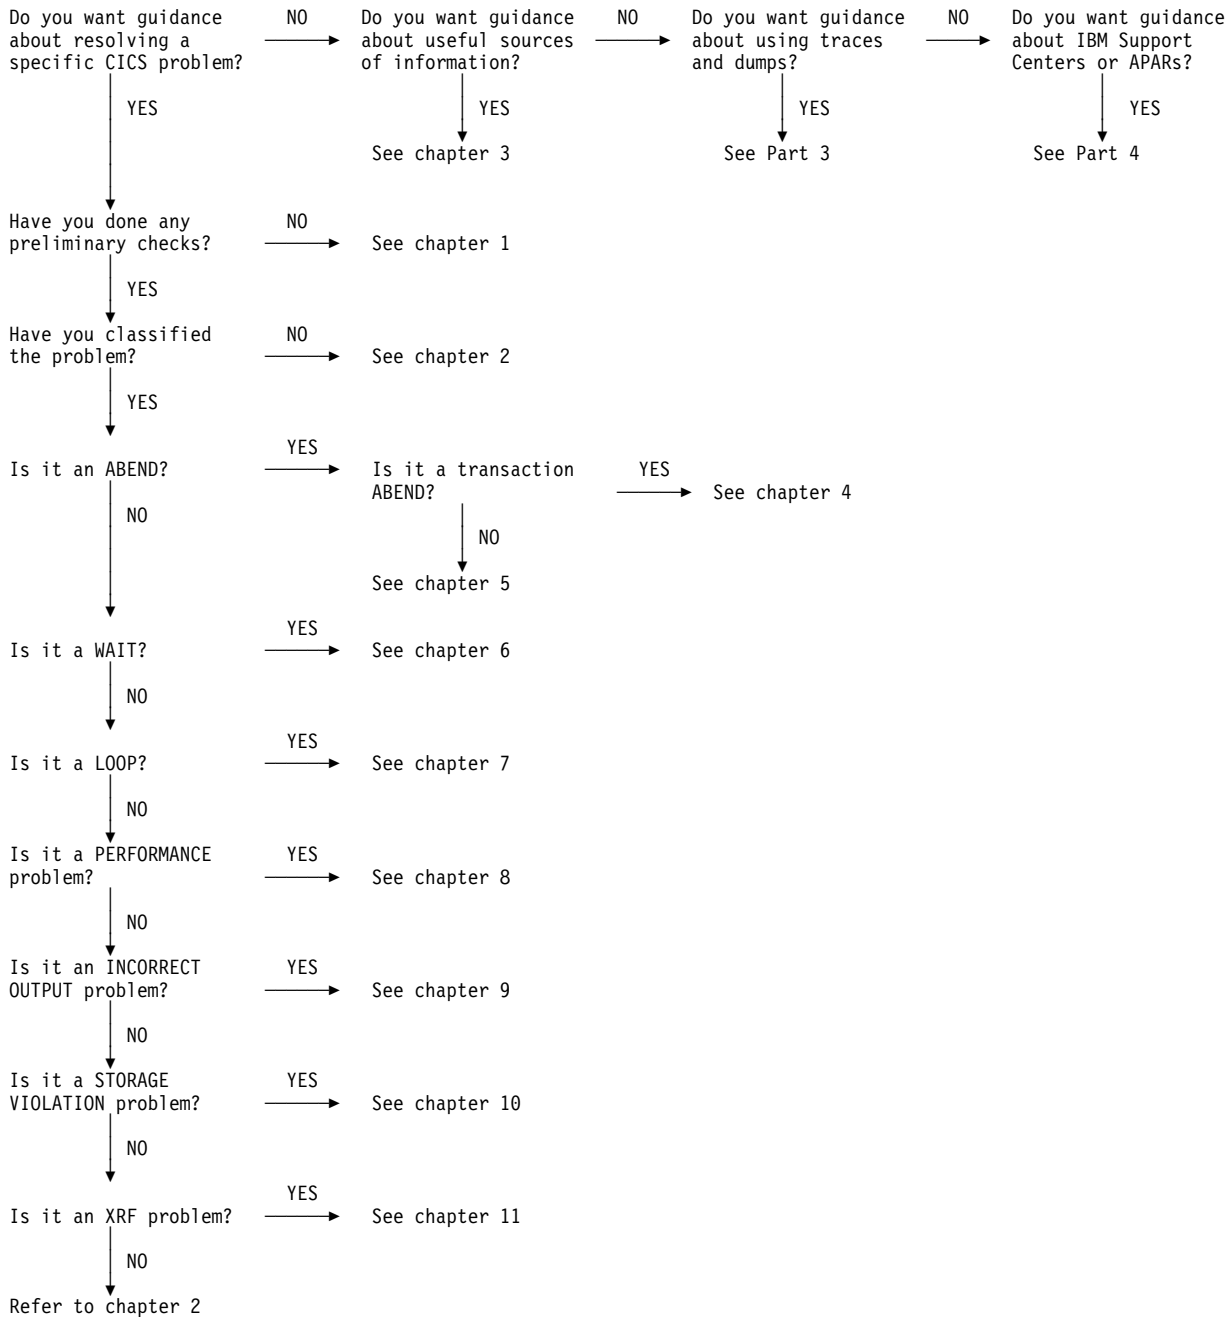 Do you want guidance NO Do you want guidance NO Do you want guidance NO Do you want guidance
about resolving a about useful sources about using traces about IBM Support
specific CICS problem? of information? and dumps? Centers or APARs?
YES YES YES YES
See chapter 3 See Part 3 See Part 4
Have you done any NO
preliminary checks? See chapter 1
YES
Have you classified NO
the problem? See chapter 2
YES
YES
Is it an ABEND? Is it a transaction YES
ABEND? See chapter 4
NO
NO
See chapter 5
YES
Is it a WAIT? See chapter 6
NO
YES
Is it a LOOP? See chapter 7
NO
Is it a PERFORMANCE YES
problem? See chapter 8
NO
Is it an INCORRECT YES
OUTPUT problem? See chapter 9
NO
Is it a STORAGE YES
VIOLATION problem? See chapter 10
NO
YES
Is it an XRF problem? See chapter 11
NO
Refer to chapter 2